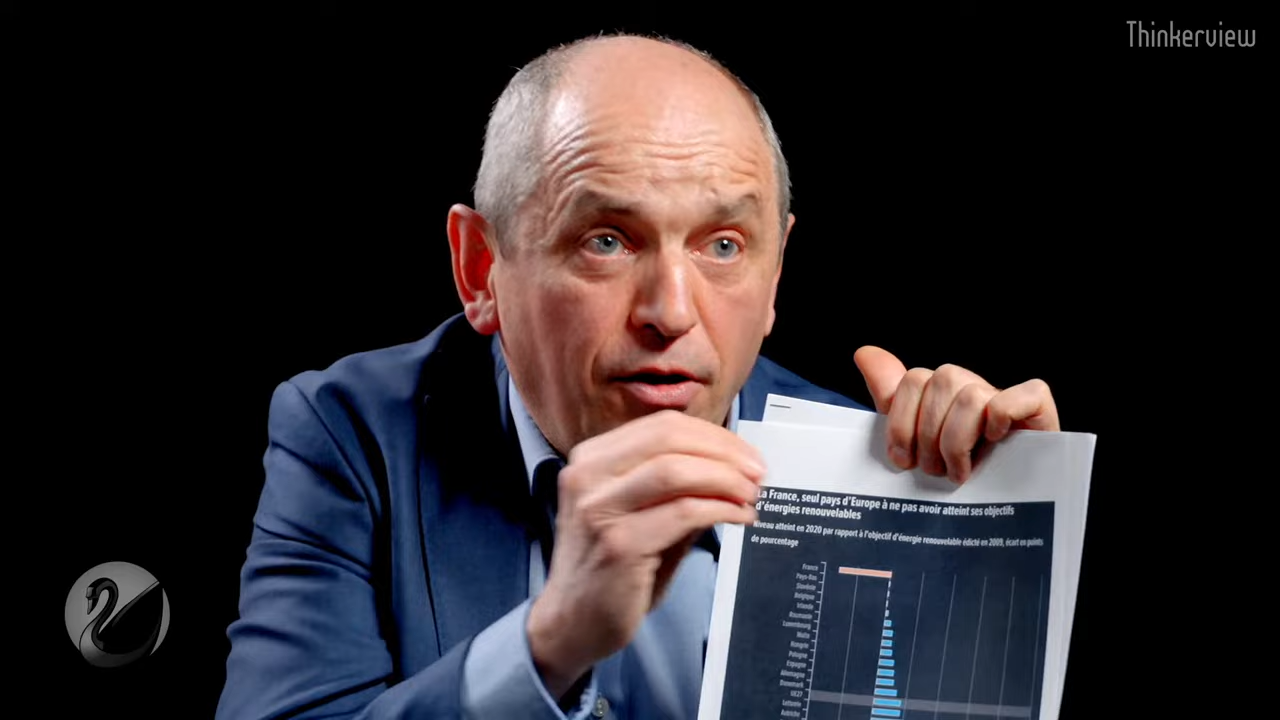 Thinkerview
La France, seul pays d'Europe à ne pas avoir atteint ses objectifs
d'énergies renouvelables
Niveau atteint en 2020 par rapport à l'objectif d'énergie renouvelable édicté en 2009, écart en points
de pourcentage
France
Pays-Bas
Slovénie
Belgique
Irlande
Roumanie
Luxembourg
Malte
Hongrie
Pologne
Espagne
Allemagne
Danemark
UE27
Lettonie
Autriche